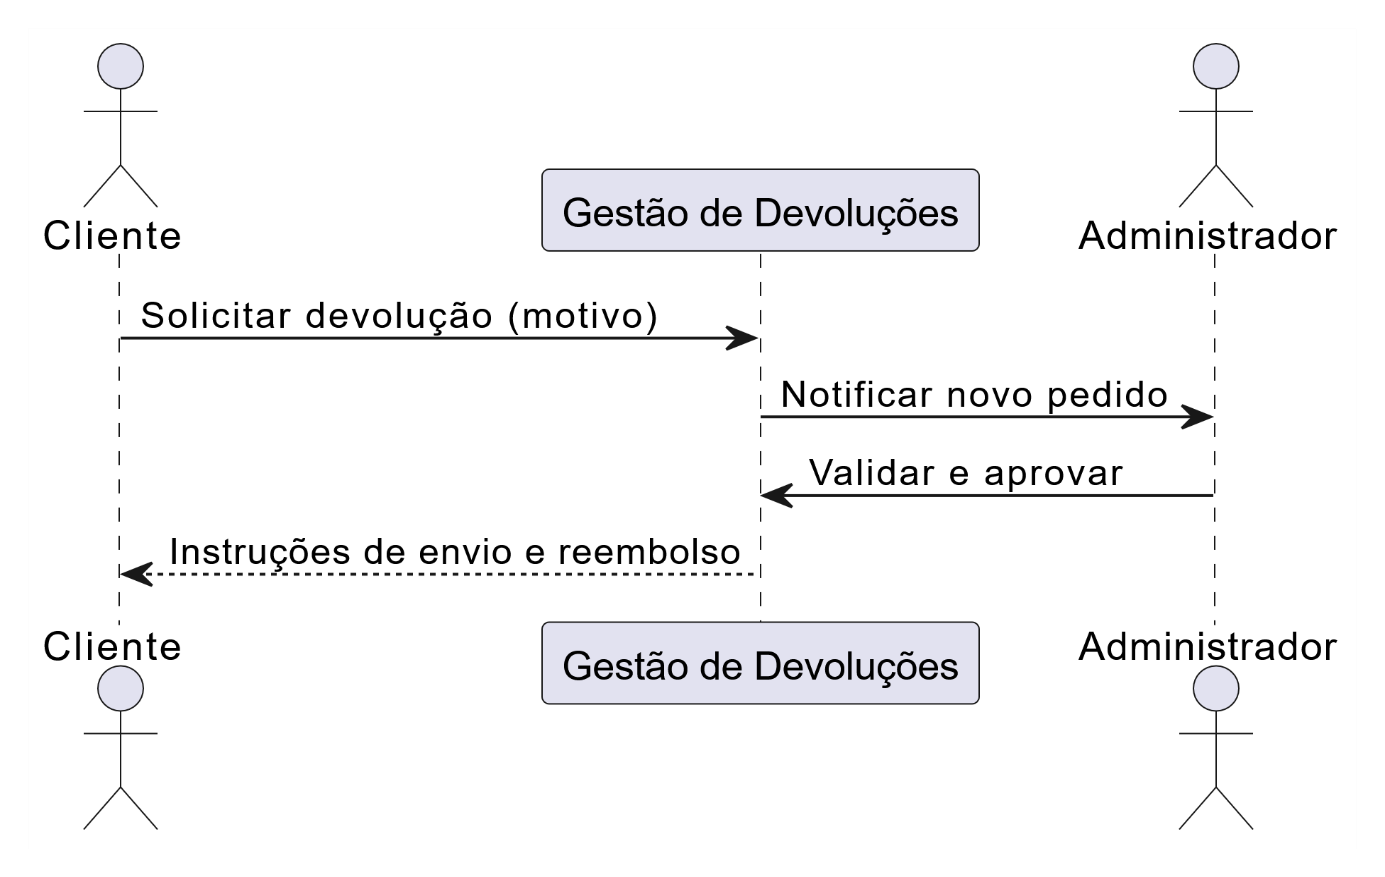 Cliente
Gestão de Devoluções
Administrador
Solicitar devolução (motivo)
Notificar novo pedido
Validar e aprovar
Instruções de envio e reembolso
Cliente
Gestão de Devoluções
Administrador